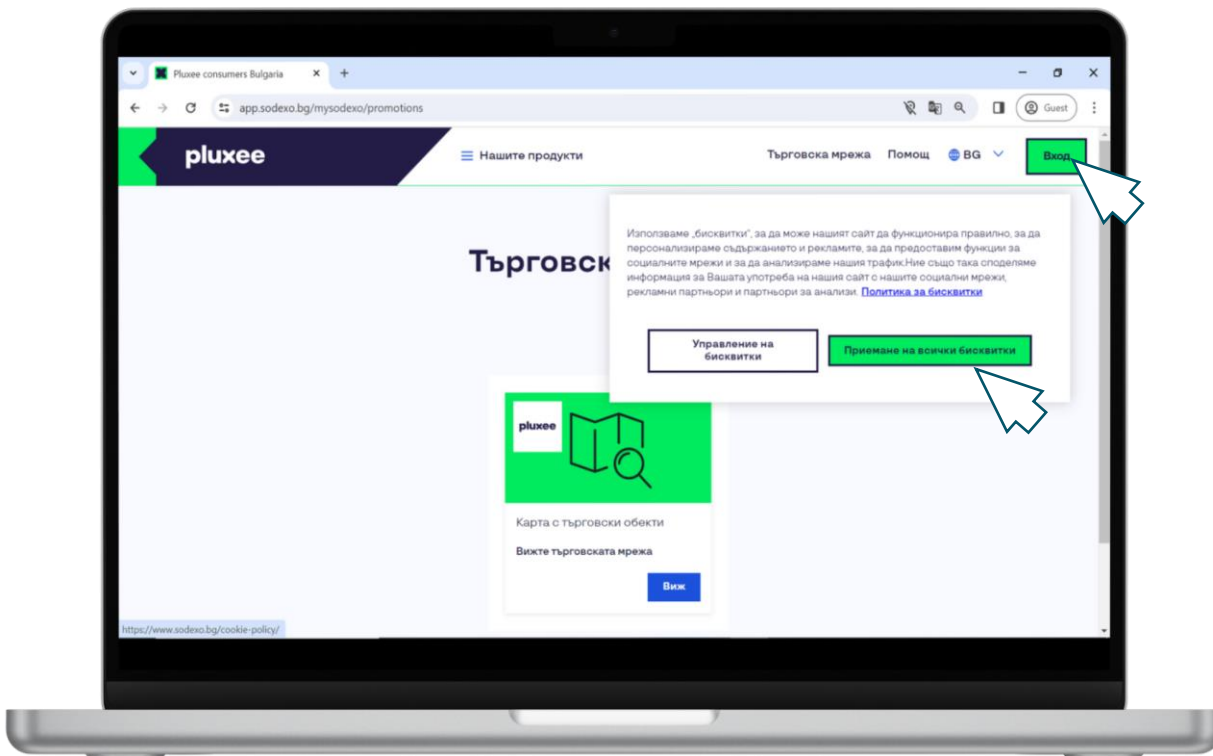 Pluxee consumers Bulgaria
app.sodexo.bg/mysodexo/promotions
Guest
pluxee
Нашите продукти
Търговска мрежа
Помощ
BG
Вход
Търговск
Използваме „бисквитки“, за да може нашият сайт да функционира правилно, за да
персонализираме съдържанието и рекламите, за да предоставим функции за
социалните мрежи и за да анализираме нашия трафик.Ние също така споделяме
информация за Вашата употреба на нашия сайт с нашите социални мрежи,
рекламни партньори и партньори за анализи. Политика за бисквитки
Управление на
бисквитки
Приемане на всички бисквитки
pluxee
Карта с търговски обекти
Вижте търговската мрежа
Виж
https://www.sodexo.bg/cookie-policy/